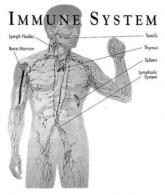 IMMUNE SYSTEM
Lymph Nodes
Tonsils
Bone Marrow
Thymus
Spleen
Lymphatic
System